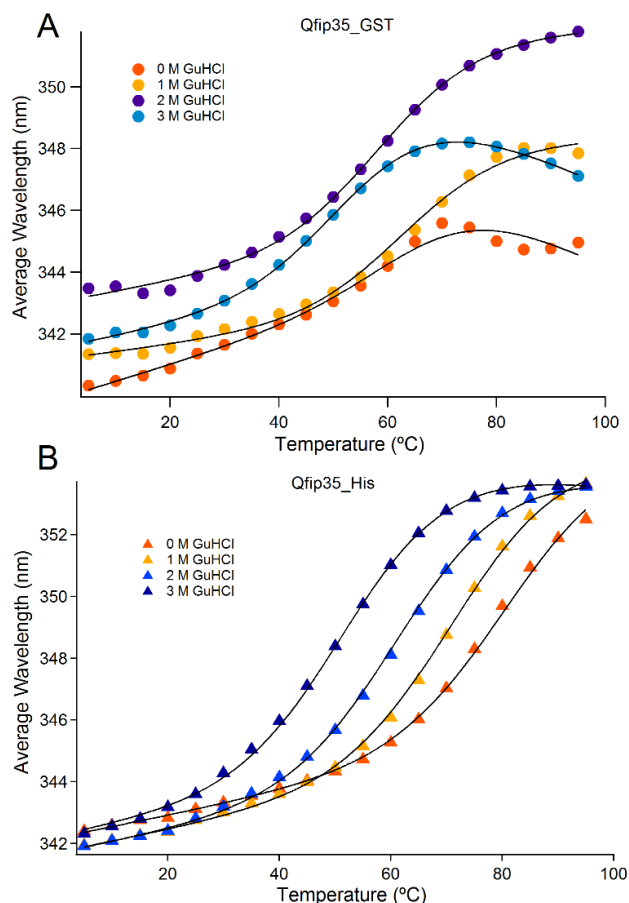 A
Qfip35_GST
0 M GuHCl
1 M GuHCl
2 M GuHCl
3 M GuHCl
Average Wavelength (nm)
350
348
346
344
342
20
40
60
80
100
Temperature (ºC)
B
Qfip35_His
0 M GuHCl
1 M GuHCl
2 M GuHCl
3 M GuHCl
Average Wavelength (nm)
352
350
348
346
344
342
20
40
60
80
100
Temperature (ºC)